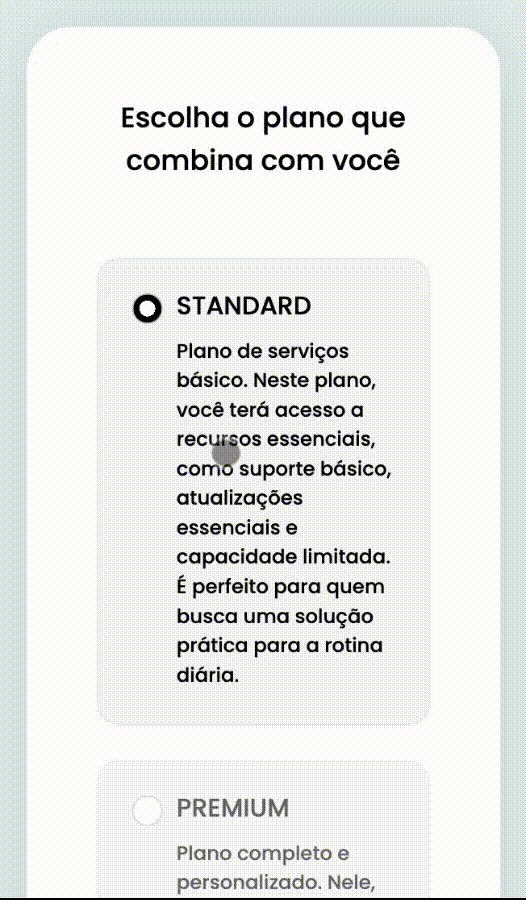 Escolha o plano que
combina com você
STANDARD
Plano de serviços
básico. Neste plano,
você terá acesso a
recursos essenciais,
como suporte básico,
atualizações
essenciais e
capacidade limitada.
É perfeito para quem
busca uma solução
prática para a rotina
diária.
PREMIUM
Plano completo e
personalizado. Nele,